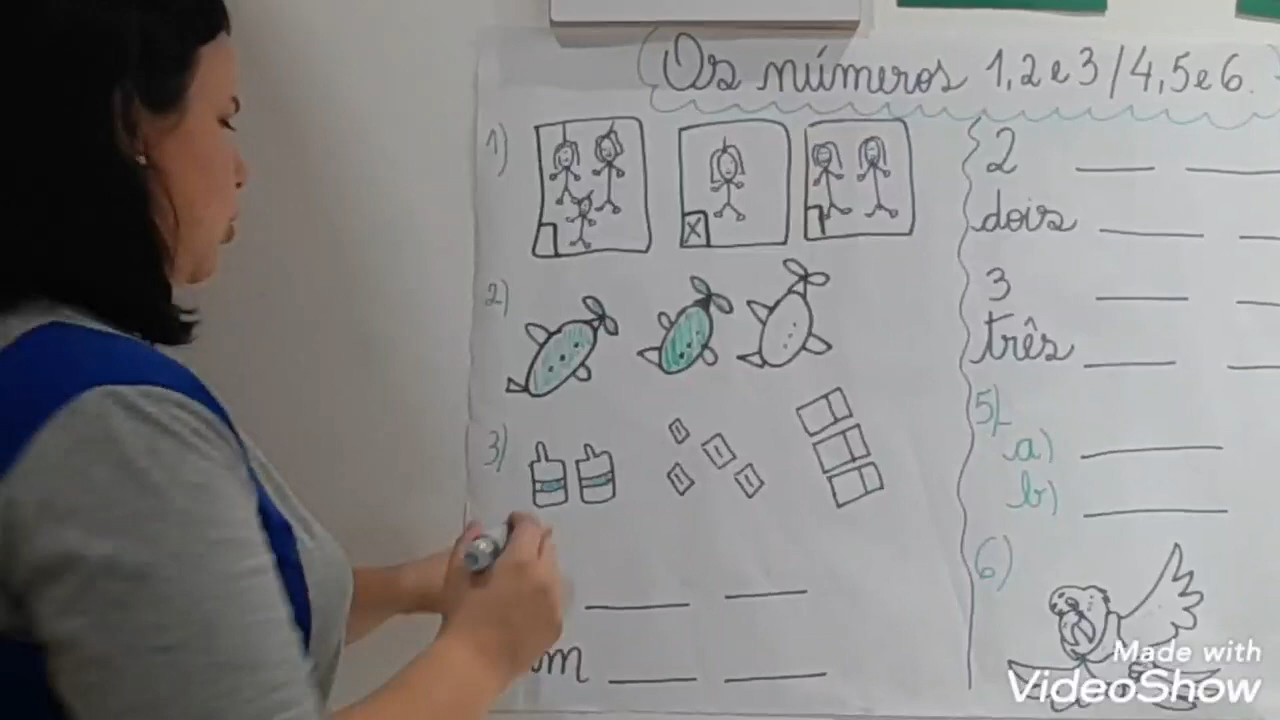 Os números 1,2 e 3 / 4,5 e 6.
1)
X
2)
3)
m
2
dois
3
três
5)
a)
b)
6)
Made with
VideoShow